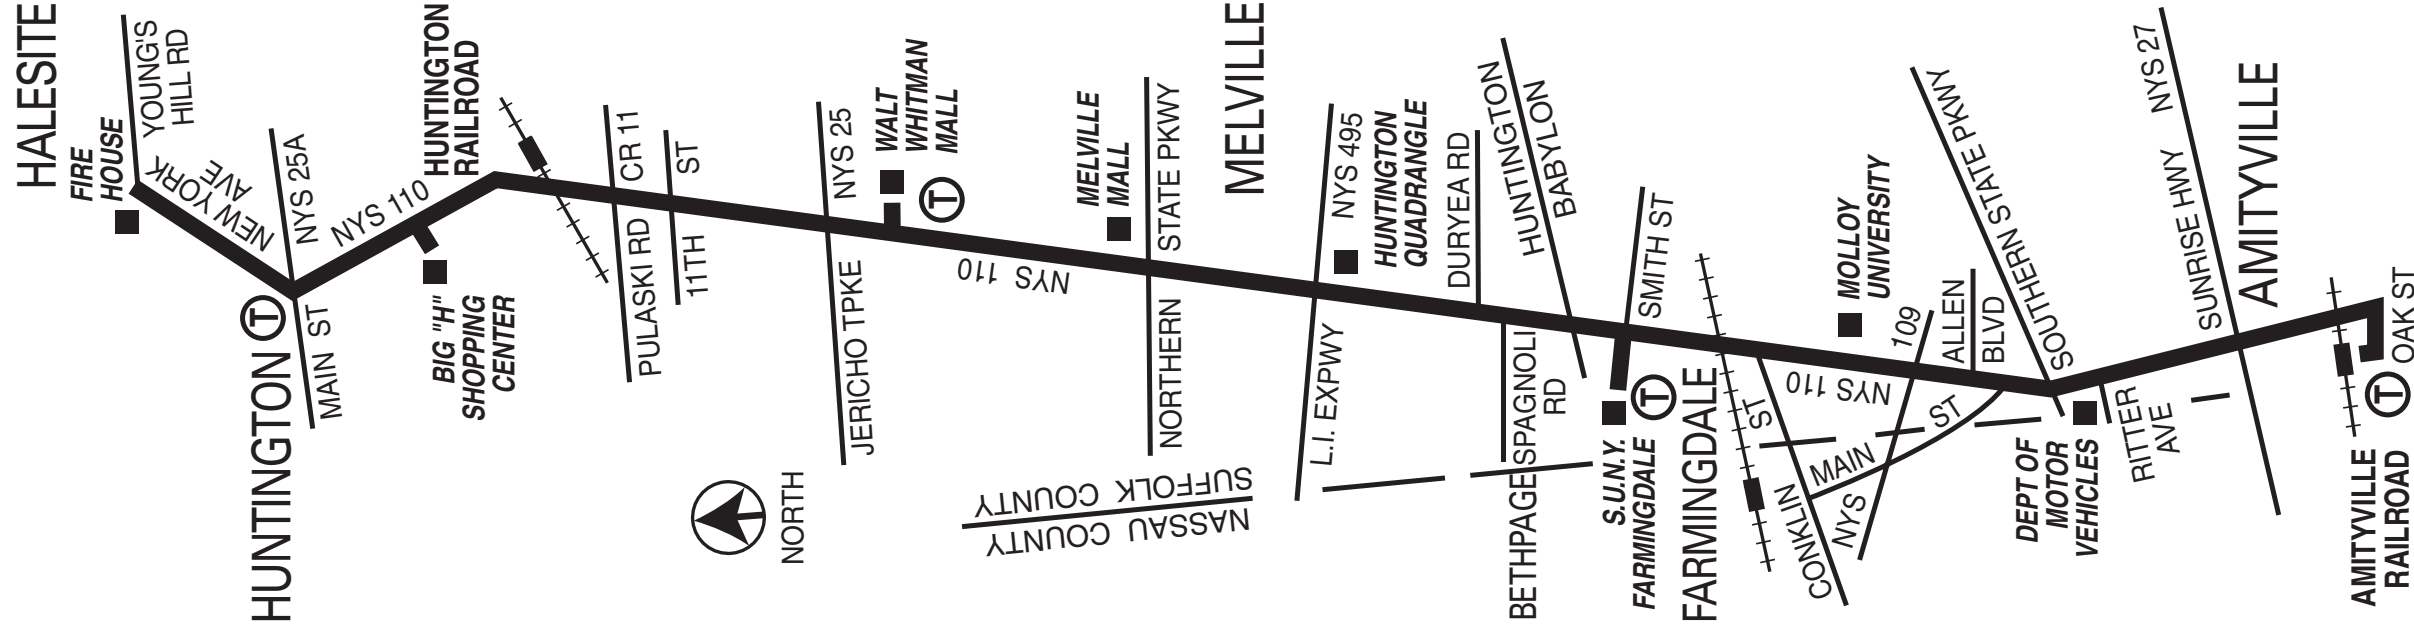 HALESITE
FIRE
HOUSE
YOUNG'S
HILL RD
NEW YORK
AVE
NYS 25A
MAIN ST
HUNTINGTON
T
NYS 110
HUNTINGTON
RAILROAD
BIG "H"
SHOPPING
CENTER
CR 11
PULASKI RD
ST
11TH
NYS 25
JERICHO TPKE
WALT
WHITMAN
MALL
T
NORTH
NYS 110
MELVILLE
MALL
STATE PKWY
NORTHERN
MELVILLE
SUFFOLK COUNTY
NASSAU COUNTY
NYS 495
L.I. EXPWY
HUNTINGTON
QUADRANGLE
DURYEA RD
HUNTINGTON
BABYLON
BETHPAGE SPAGNOLI
RD
SMITH ST
S.U.N.Y.
FARMINGDALE
T
FARMINGDALE
CONKLIN ST
MOLLOY
UNIVERSITY
NYS 110
MAIN ST
NYS 109
ALLEN
BLVD
SOUTHERN STATE PKWY
DEPT OF
MOTOR
VEHICLES
RITTER
AVE
SUNRISE HWY NYS 27
AMITYVILLE
OAK ST
T
AMITYVILLE
RAILROAD